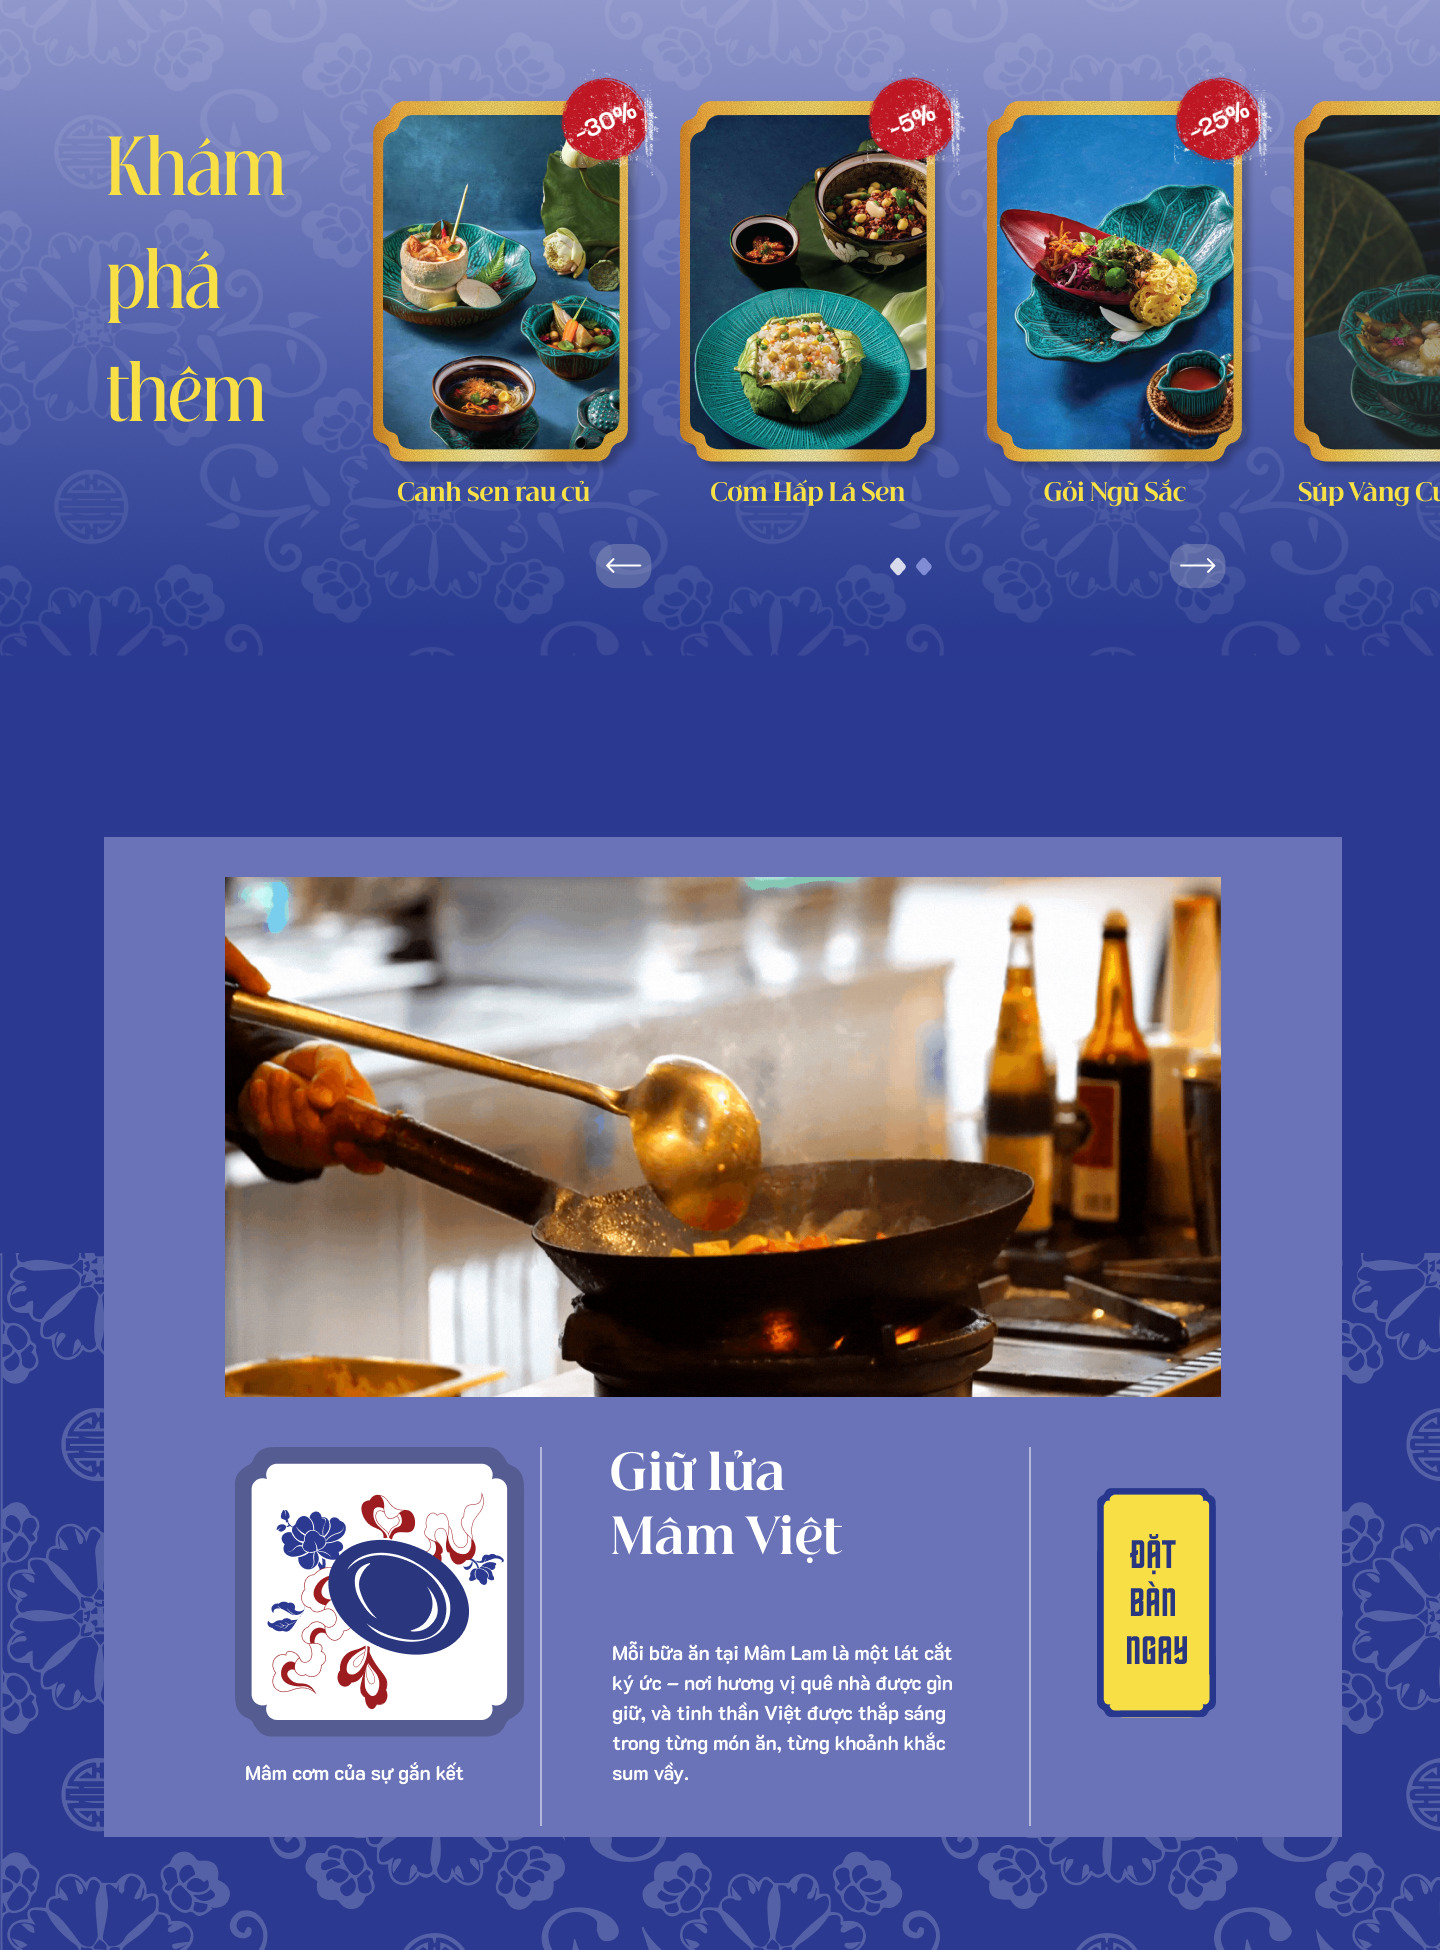 Khám
phá
thêm
-30%
-5%
-25%
Canh sen rau củ
Cơm Hấp Lá Sen
Gỏi Ngũ Sắc
Súp Vàng
Giữ lửa
Mâm Việt
Mỗi bữa ăn tại Mâm Lam là một lát cắt
ký ức – nơi hương vị quê nhà được gìn
giữ, và tinh thần Việt được thắp sáng
trong từng món ăn, từng khoảnh khắc
sum vầy.
Mâm cơm của sự gắn kết
ĐẶT
BÀN
NGAY